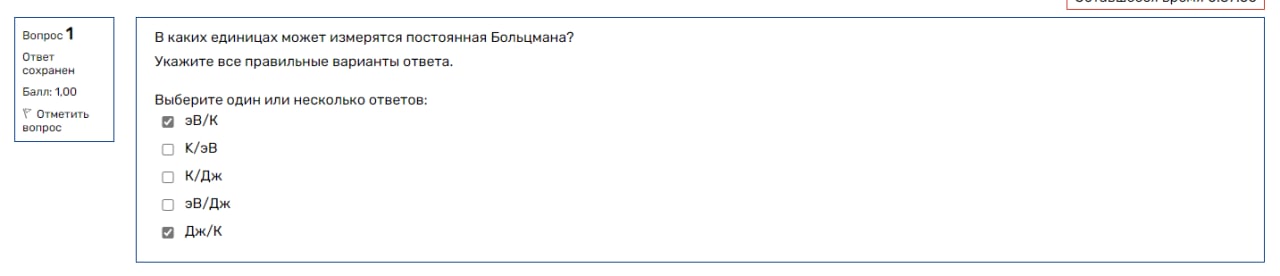 Вопрос 1
Ответ
сохранен
Балл: 1,00
Отметить
вопрос
В каких единицах может измерятся постоянная Больцмана?
Укажите все правильные варианты ответа.
Выберите один или несколько ответов:
эВ/К
К/эВ
К/Дж
эВ/Дж
Дж/К